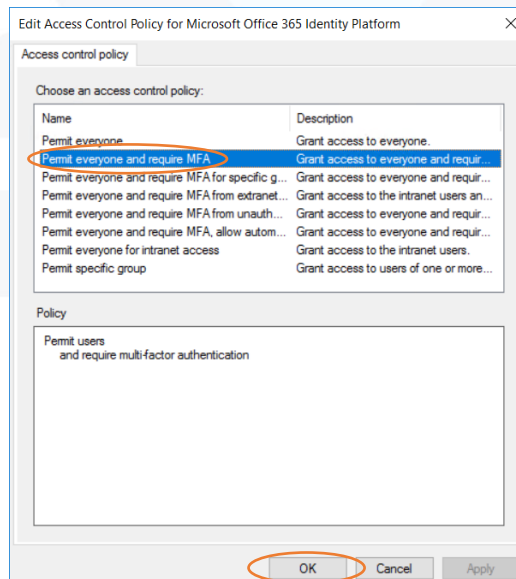 Edit Access Control Policy for Microsoft Office 365 Identity Platform
Access control policy
Choose an access control policy:
Name Description
Permit everyone Grant access to everyone.
Permit everyone and require MFA Grant access to everyone and requir...
Permit everyone and require MFA for specific g... Grant access to everyone and requir...
Permit everyone and require MFA from extranet... Grant access to the intranet users an...
Permit everyone and require MFA from unauth... Grant access to everyone and requir...
Permit everyone and require MFA, allow autom... Grant access to everyone and requir...
Permit everyone for intranet access Grant access to the intranet users.
Permit specific group Grant access to users of one or more...
Policy
Permit users
and require multi-factor authentication
OK Cancel Apply